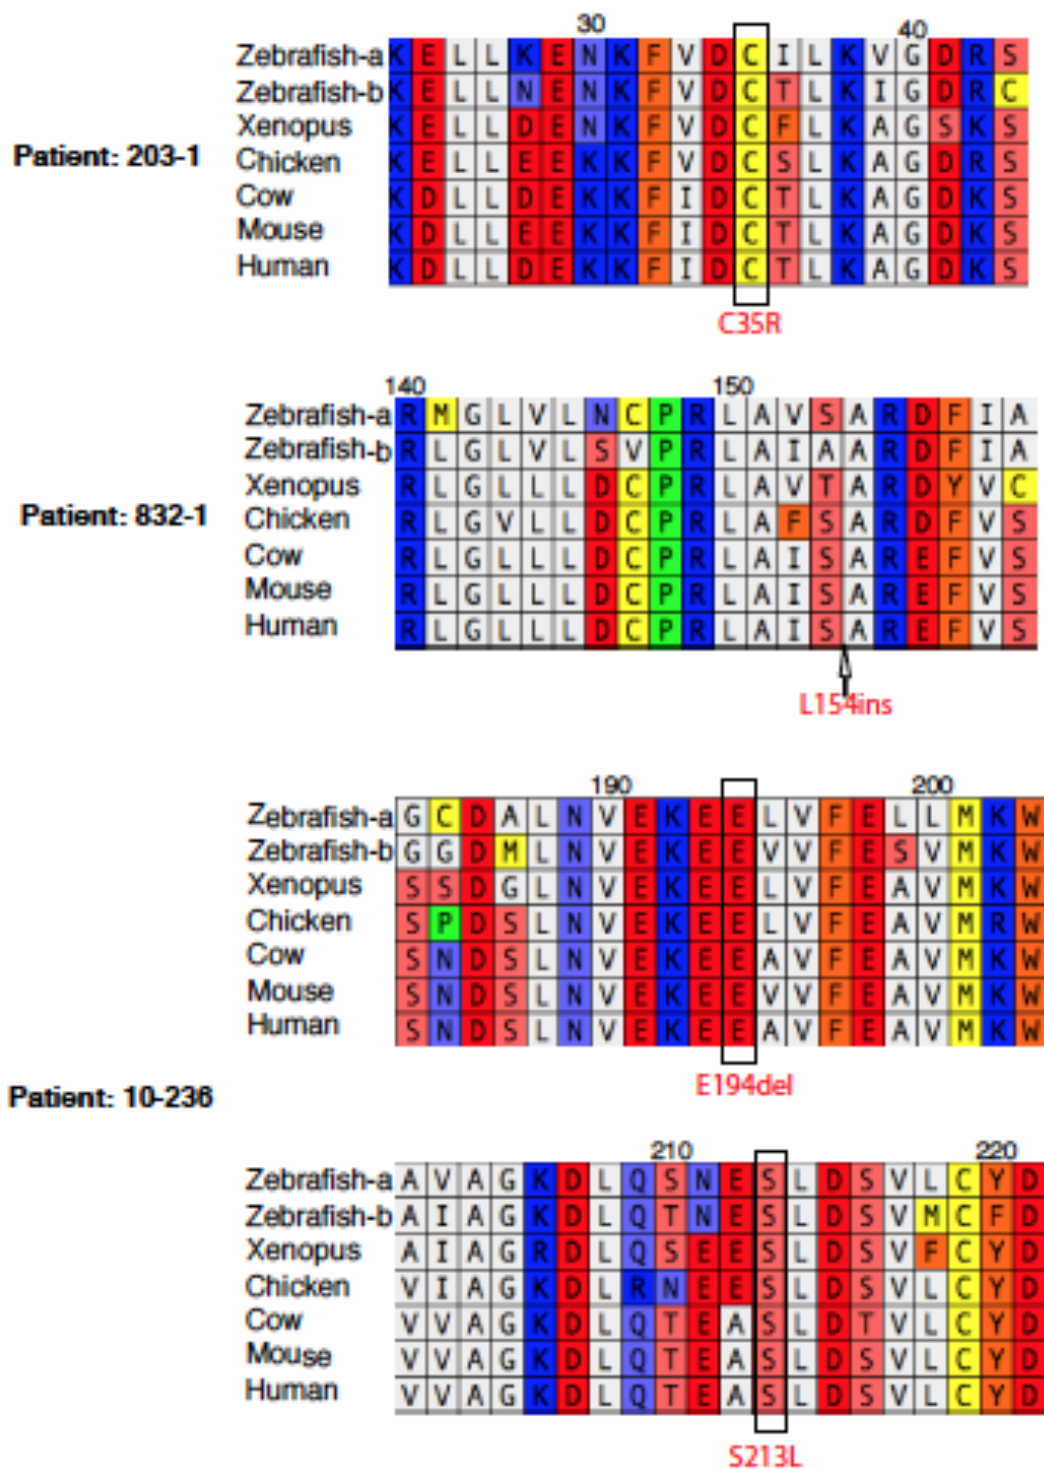 30 40
Zebrafish-a K E L L K E N K F V D C I L K V G D R S
Zebrafish-b K E L L N E N K F V D C T L K I G D R C
Xenopus K E L L D E N K F V D C F L K A G S K S
Patient: 203-1
Chicken K E L L E E K K F V D C S L K A G D R S
Cow K D L L D E K K F I D C T L K A G D K S
Mouse K D L L E E K K F I D C T L K A G D K S
Human K D L L D E K K F I D C T L K A G D K S
C35R
140 150
Zebrafish-a R M G L V L N C P R L A V S A R D F I A
Zebrafish-b R L G L V L S V P R L A I A A R D F I A
Xenopus R L G L L L D C P R L A V T A R D Y V C
Patient: 832-1
Chicken R L G V L L D C P R L A F S A R D F V S
Cow R L G L L L D C P R L A I S A R E F V S
Mouse R L G L L L D C P R L A I S A R E F V S
Human R L G L L L D C P R L A I S A R E F V S
L154ins
190 200
Zebrafish-a G C D A L N V E K E E L V F E L L M K W
Zebrafish-b G G D M L N V E K E E V V F E S V M K W
Xenopus S S D G L N V E K E E L V F E A V M K W
Chicken S P D S L N V E K E E L V F E A V M R W
Cow S N D S L N V E K E E A V F E A V M K W
Mouse S N D S L N V E K E E V V F E A V M K W
Human S N D S L N V E K E E A V F E A V M K W
E194del
Patient: 10-236
210 220
Zebrafish-a A V A G K D L Q S N E S L D S V L C Y D
Zebrafish-b A I A G K D L Q T N E S L D S V M C F D
Xenopus A I A G R D L Q S E E S L D S V F C Y D
Chicken V I A G K D L R N E E S L D S V L C Y D
Cow V V A G K D L Q T E A S L D T V L C Y D
Mouse V V A G K D L Q T E A S L D S V L C Y D
Human V V A G K D L Q T E A S L D S V L C Y D
S213L